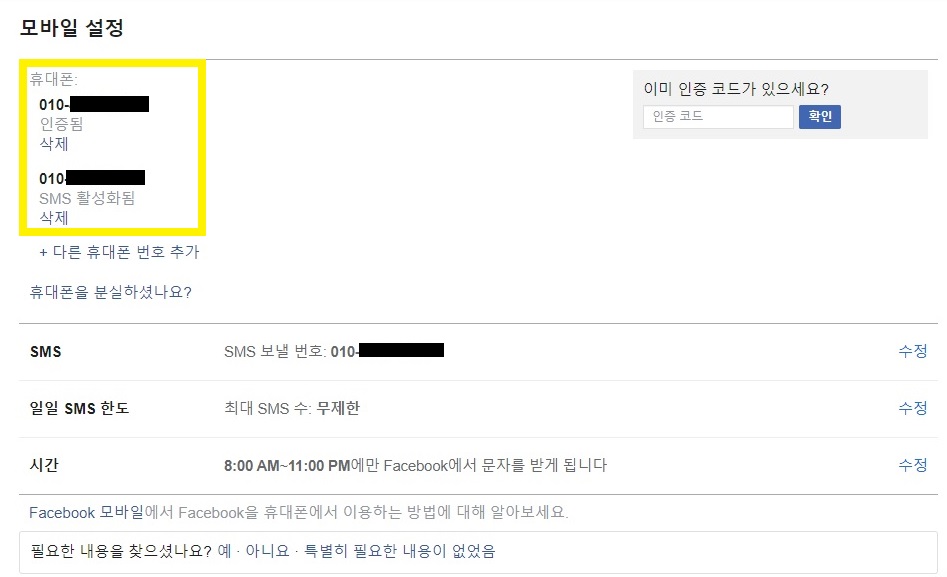 모바일 설정
휴대폰:
010-
인증됨
삭제
010-
SMS 활성화됨
삭제
+ 다른 휴대폰 번호 추가
휴대폰을 분실하셨나요?
이미 인증 코드가 있으세요?
인증 코드 확인
SMS SMS 보낼 번호: 010- 수정
일일 SMS 한도 최대 SMS 수: 무제한 수정
시간 8:00 AM~11:00 PM에만 Facebook에서 문자를 받게 됩니다 수정
Facebook 모바일에서 Facebook을 휴대폰에서 이용하는 방법에 대해 알아보세요.
필요한 내용을 찾으셨나요? 예 · 아니요 · 특별히 필요한 내용이 없었음